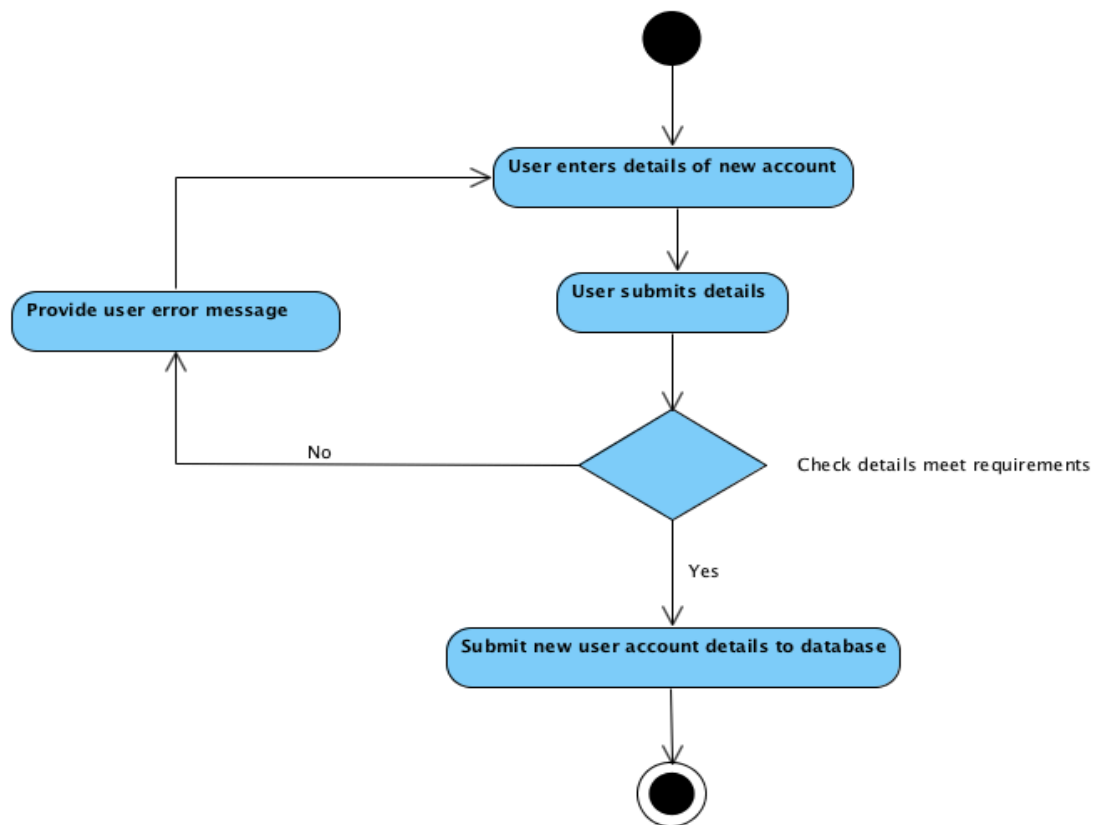 User enters details of new account
User submits details
Provide user error message
No
Check details meet requirements
Yes
Submit new user account details to database